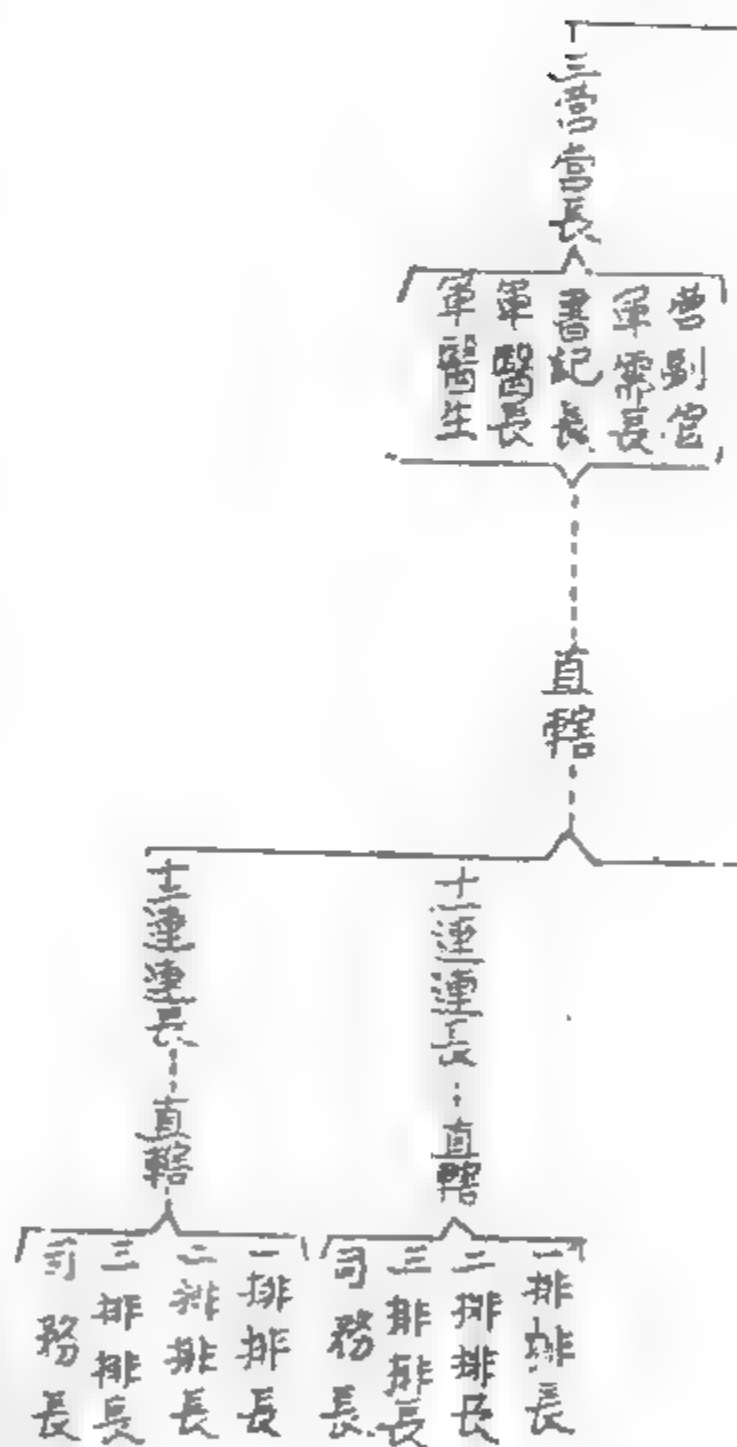 三營營長
營副官
軍需長
書記長
軍醫長
軍醫生
直轄
十一連連長…直轄
一排排長
二排排長
三排排長
司務長
十二連連長…直轄
一排排長
二排排長
三排排長
司務長